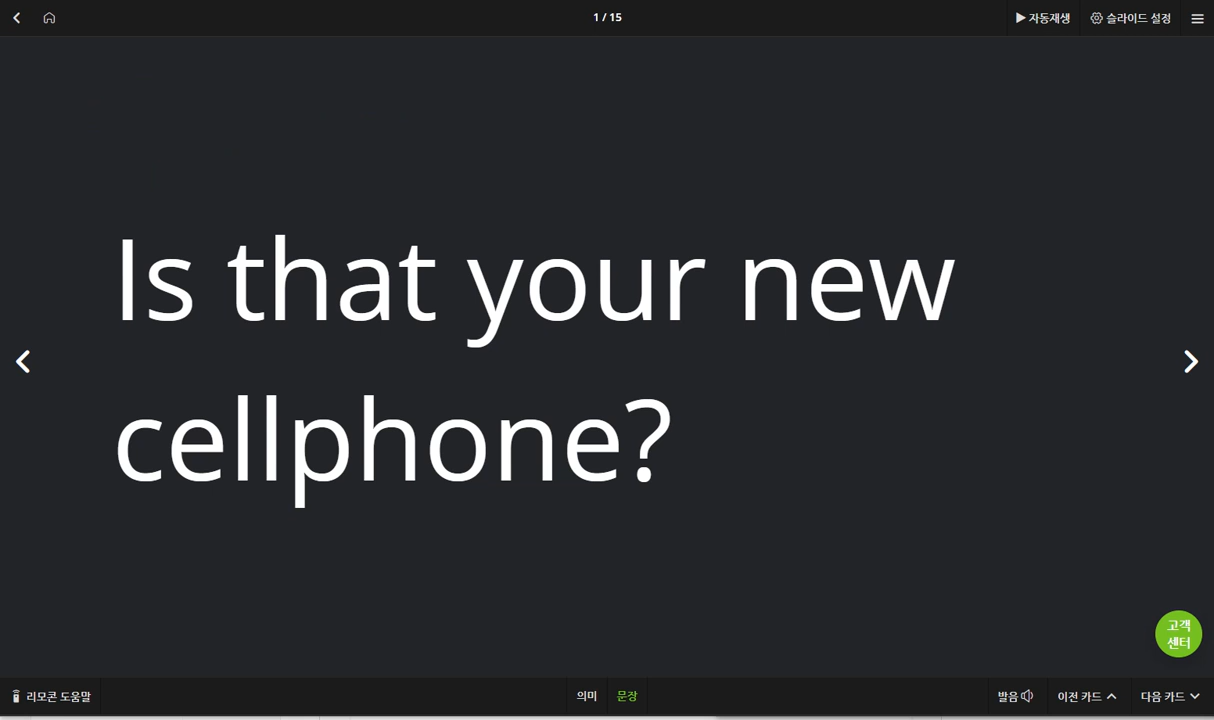 1 / 15
자동재생
슬라이드 설정
Is that your new
cellphone?
고객
센터
리모콘 도움말
의미
문장
발음
이전 카드
다음 카드